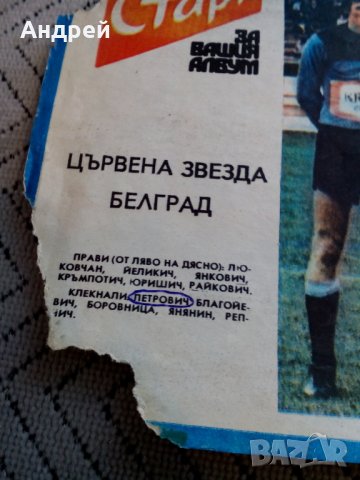 Андрей
Старт
ЗА
ВАШИЯ
АЛБУМ
ЦЪРВЕНА ЗВЕЗДА
БЕЛГРАД
ПРАВИ (ОТ ЛЯВО НА ДЯСНО): ЛЮ-
КОВЧАН, ЙЕЛИКИЧ, ЯНКОВИЧ,
КРЪМПОТИЧ, ЮРИШИЧ, РАЙКОВИЧ.
КЛЕКНАЛИ: ПЕТРОВИЧ БЛАГОЙЕ-
ВИЧ, БОРОВНИЦА, ЯНЯНИН, РЕП-
ЧИЧ.
BAZAR